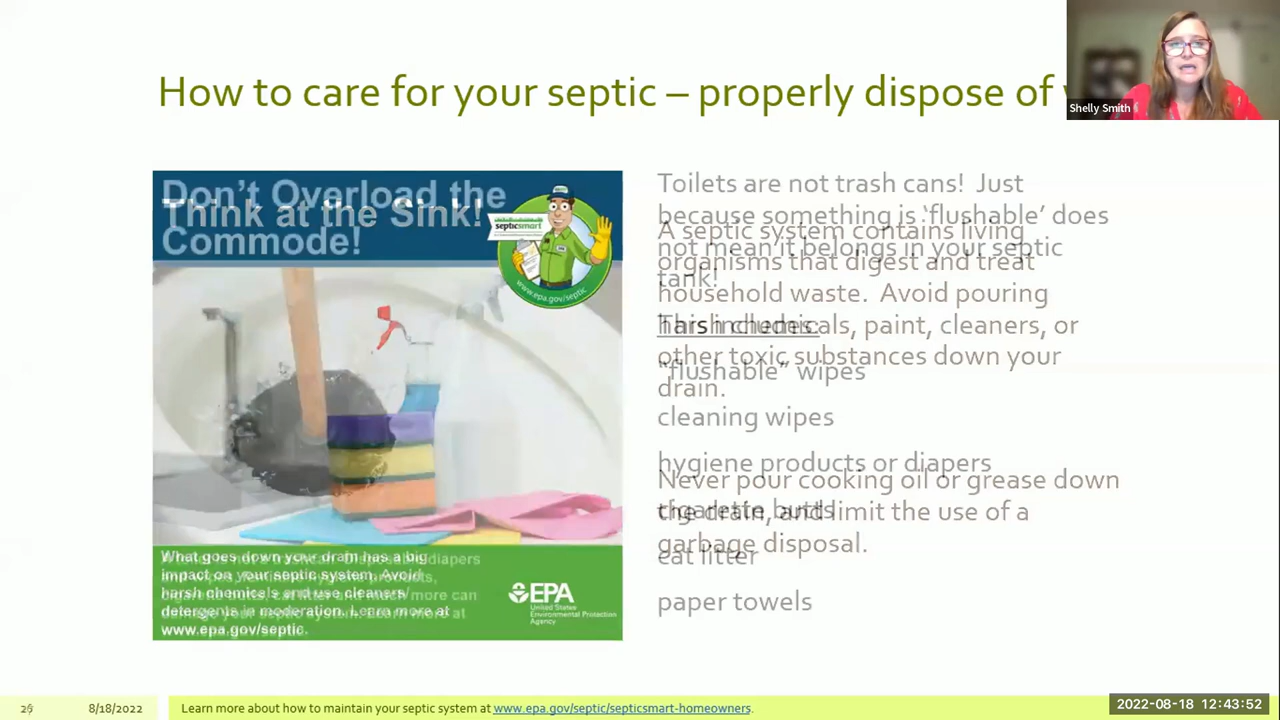 How to care for your septic – properly dispose of
Shelly Smith
Don't Overload the
Commode!
Think at the Sink!
septicsmart
www.epa.gov/septic
Toilets are not trash cans! Just
because something is 'flushable' does
not mean it belongs in your septic
tank!
This includes:
"flushable" wipes
cleaning wipes
hygiene products or diapers
cigarette butts
cat litter
paper towels
A septic system contains living
organisms that digest and treat
household waste. Avoid pouring
harsh chemicals, paint, cleaners, or
other toxic substances down your
drain.
Never pour cooking oil or grease down
the drain, and limit the use of a
garbage disposal.
What goes down your drain has a big
impact on your septic system. Avoid
harsh chemicals and use cleaners/
detergents in moderation. Learn more at
www.epa.gov/septic.
EPA
United States
Environmental Protection
Agency
8/18/2022
Learn more about how to maintain your septic system at www.epa.gov/septic/septicsmart-homeowners.
2022-08-18 12:43:52